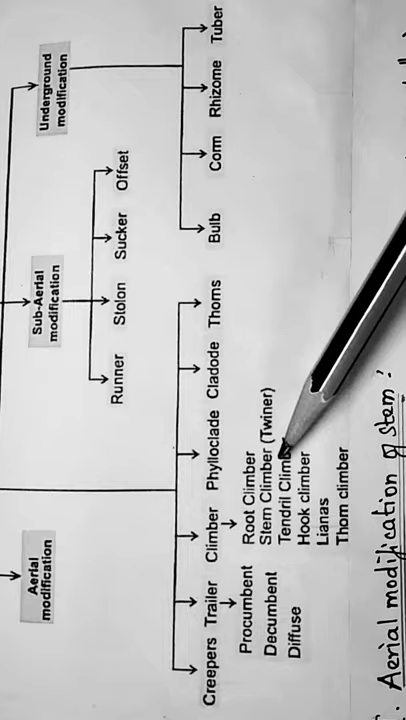 Aerial
modification
Sub-Aerial
modification
Underground
modification
Runner Stolon Sucker Offset
Bulb Corm Rhizome Tuber
Creepers Trailer Climber Phylloclade Cladode Thorns
Procumbent
Decumbent
Diffuse
Root Climber
Stem Climber (Twiner)
Tendril
Hook climber
Lianas
Thorn climber
Aerial modification of stem: